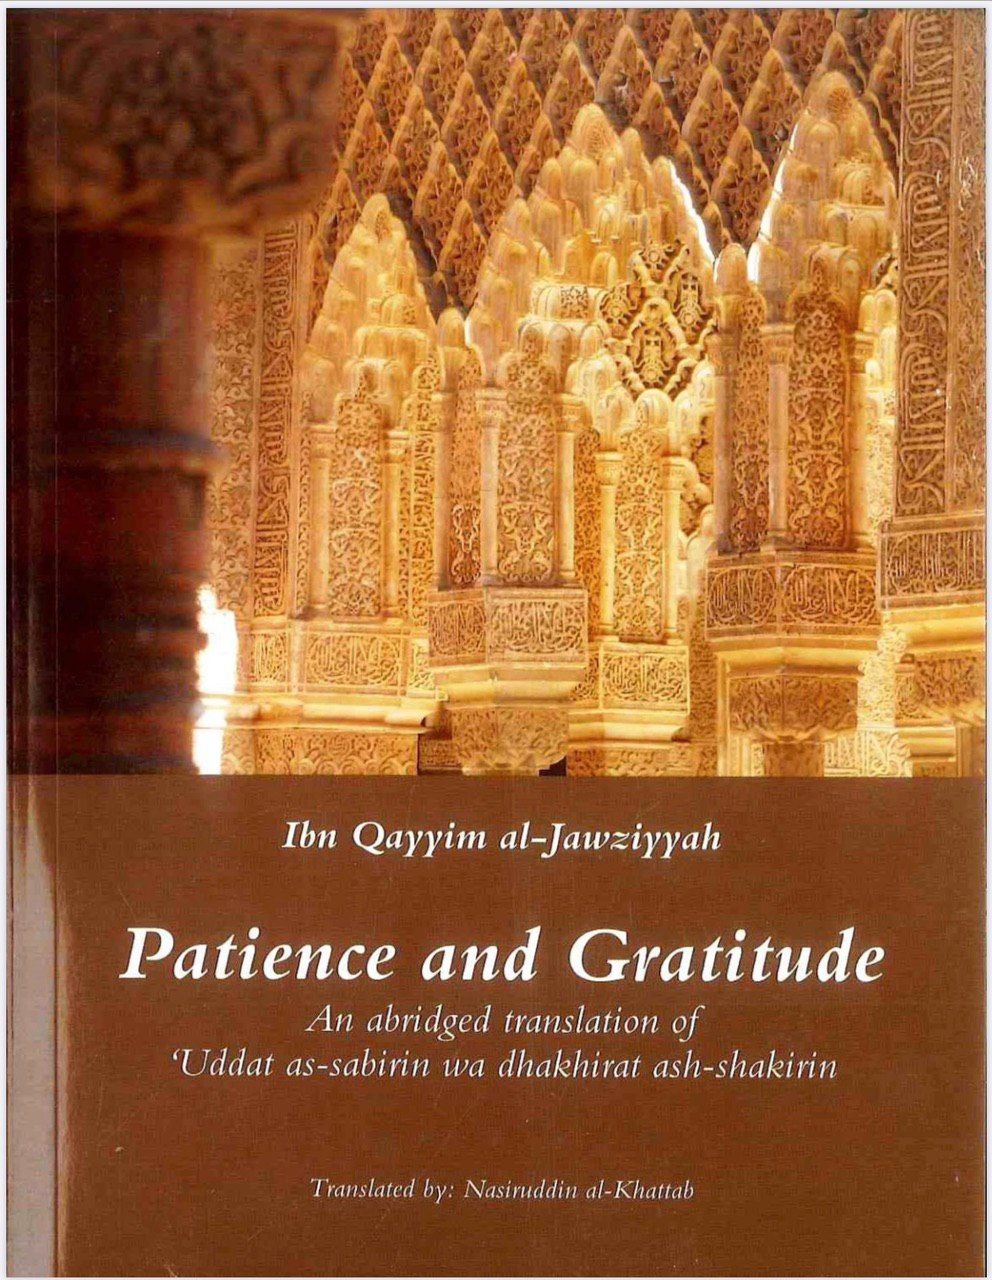 Ibn Qayyim al-Jawziyyah
Patience and Gratitude
An abridged translation of
‘Uddat as-sabirin wa dhakhirat ash-shakirin
Translated by: Nasiruddin al-Khattab